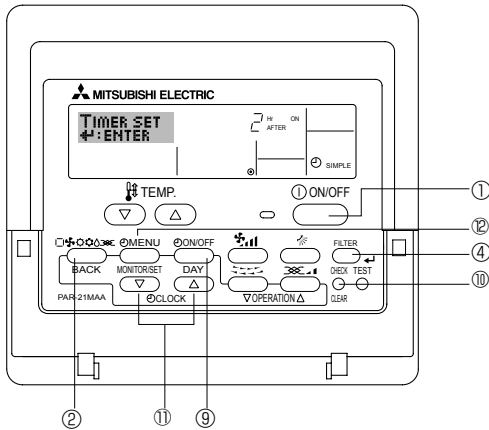 MITSUBISHI ELECTRIC
TIMER SET
↵:ENTER
2 Hr ON
AFTER
SIMPLE
TEMP.
ON/OFF
①
⑫
MENU
ON/OFF
FILTER
④
BACK
MONITOR/SET
DAY
CHECK TEST
⑩
PAR-21MAA
CLOCK
▽OPERATION△
CLEAR
②
⑪
⑨